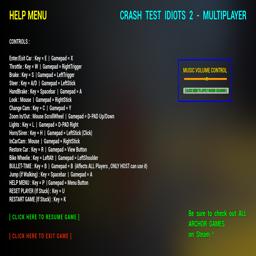 HELP MENU
CRASH TEST IDIOTS 2 - MULTIPLAYER
CONTROLS :
Enter/Exit Car : Key = E | Gamepad = X
Throttle : Key = W | Gamepad = RightTrigger
Brake : Key = S | Gamepad = LeftTrigger
Steer : Key = A/D | Gamepad = LeftStick
HandBrake : Key = Spacebar | Gamepad = A
Look : Mouse | Gamepad = RightStick
Change Cam : Key = C | Gamepad = Y
Zoom In/Out : Mouse ScrollWheel | Gamepad = D-PAD Up/Down
Lights : Key = L | Gamepad = D-PAD Right
Horn/Siren : Key = H | Gamepad = LeftStick (Click)
InCarCam : Mouse | Gamepad = RightStick
Restore Car : Key = R | Gamepad = View Button
Bike Wheelie : Key = LeftAlt | Gamepad = LeftShoulder
BULLET-TIME : Key = B | Gamepad = B (Affects ALL Players , ONLY HOST can use it)
Jump (if Walking) : Key = Spacebar | Gamepad = A
HELP MENU : Key = P | Gamepad = Menu Button
RESET PLAYER (If Stuck) : Key = U
RESTART GAME (If Stuck) : Key = K
[ CLICK HERE TO RESUME GAME ]
[ CLICK HERE TO EXIT GAME ]
MUSIC VOLUME CONTROL
Be sure to check out ALL
ARCHOR GAMES
on Steam !